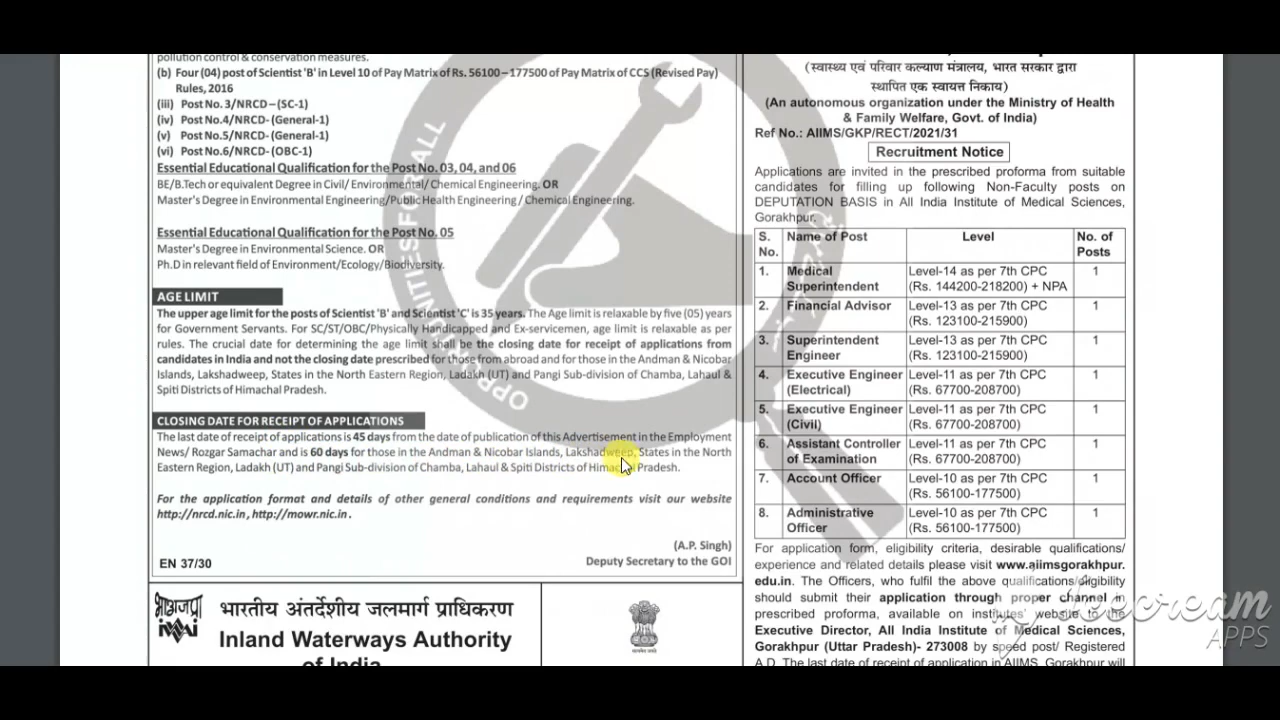 pollution control & conservation measures.
(b) Four (04) post of Scientist 'B' in Level 10 of Pay Matrix of Rs. 56100–177500 of Pay Matrix of CCS (Revised Pay)
Rules, 2016
(iii) Post No. 3/NRCD–(SC-1)
(iv) Post No.4/NRCD- (General-1)
(v) Post No.5/NRCD- (General-1)
(vi) Post No.6/NRCD- (OBC-1)
Essential Educational Qualification for the Post No. 03, 04, and 06
BE/B.Tech or equivalent Degree in Civil/ Environmental/ Chemical Engineering. OR
Master's Degree in Environmental Engineering/Public Health Engineering / Chemical Engineering.
Essential Educational Qualification for the Post No. 05
Master's Degree in Environmental Science. OR
Ph.D in relevant field of Environment/Ecology/Biodiversity.
AGE LIMIT
The upper age limit for the posts of Scientist 'B' and Scientist 'C' is 35 years. The Age limit is relaxable by five (05) years
for Government Servants. For SC/ST/OBC/Physically Handicapped and Ex-servicemen, age limit is relaxable as per
rules. The crucial date for determining the age limit shall be the closing date for receipt of applications from
candidates in India and not the closing date prescribed for those from abroad and for those in the Andman & Nicobar
Islands, Lakshadweep, States in the North Eastern Region, Ladakh (UT) and Pangi Sub-division of Chamba, Lahaul &
Spiti Districts of Himachal Pradesh.
CLOSING DATE FOR RECEIPT OF APPLICATIONS
The last date of receipt of applications is 45 days from the date of publication of this Advertisement in the Employment
News/ Rozgar Samachar and is 60 days for those in the Andman & Nicobar Islands, Lakshadweep, States in the North
Eastern Region, Ladakh (UT) and Pangi Sub-division of Chamba, Lahaul & Spiti Districts of Himachal Pradesh.
For the application format and details of other general conditions and requirements visit our website
http://nrcd.nic.in, http://mowr.nic.in.
(A.P. Singh)
EN 37/30 Deputy Secretary to the GOI
भारतीय अंतर्देशीय जलमार्ग प्राधिकरण
Inland Waterways Authority
of India
(स्वास्थ्य एवं परिवार कल्याण मंत्रालय, भारत सरकार द्वारा
स्थापित एक स्वायत्त निकाय)
(An autonomous organization under the Ministry of Health
& Family Welfare, Govt. of India)
Ref No.: AIIMS/GKP/RECT/2021/31
Recruitment Notice
Applications are invited in the prescribed proforma from suitable
candidates for filling up following Non-Faculty posts on
DEPUTATION BASIS in All India Institute of Medical Sciences,
Gorakhpur.
S. Name of Post Level No. of
No. Posts
1. Medical Level-14 as per 7th CPC 1
Superintendent (Rs. 144200-218200) + NPA
2. Financial Advisor Level-13 as per 7th CPC 1
(Rs. 123100-215900)
3. Superintendent Level-13 as per 7th CPC 1
Engineer (Rs. 123100-215900)
4. Executive Engineer Level-11 as per 7th CPC 1
(Electrical) (Rs. 67700-208700)
5. Executive Engineer Level-11 as per 7th CPC 1
(Civil) (Rs. 67700-208700)
6. Assistant Controller Level-11 as per 7th CPC 1
of Examination (Rs. 67700-208700)
7. Account Officer Level-10 as per 7th CPC 1
(Rs. 56100-177500)
8. Administrative Level-10 as per 7th CPC 1
Officer (Rs. 56100-177500)
For application form, eligibility criteria, desirable qualifications/
experience and related details please visit www.aiimsgorakhpur.
edu.in. The Officers, who fulfil the above qualifications/eligibility
should submit their application through proper channel in
prescribed proforma, available on institutes' website to the
Executive Director, All India Institute of Medical Sciences,
Gorakhpur (Uttar Pradesh)- 273008 by speed post/ Registered
A.D. The last date of receipt of application in AIIMS, Gorakhpur will
OPPORTUNITIES FOR ALL
APPS